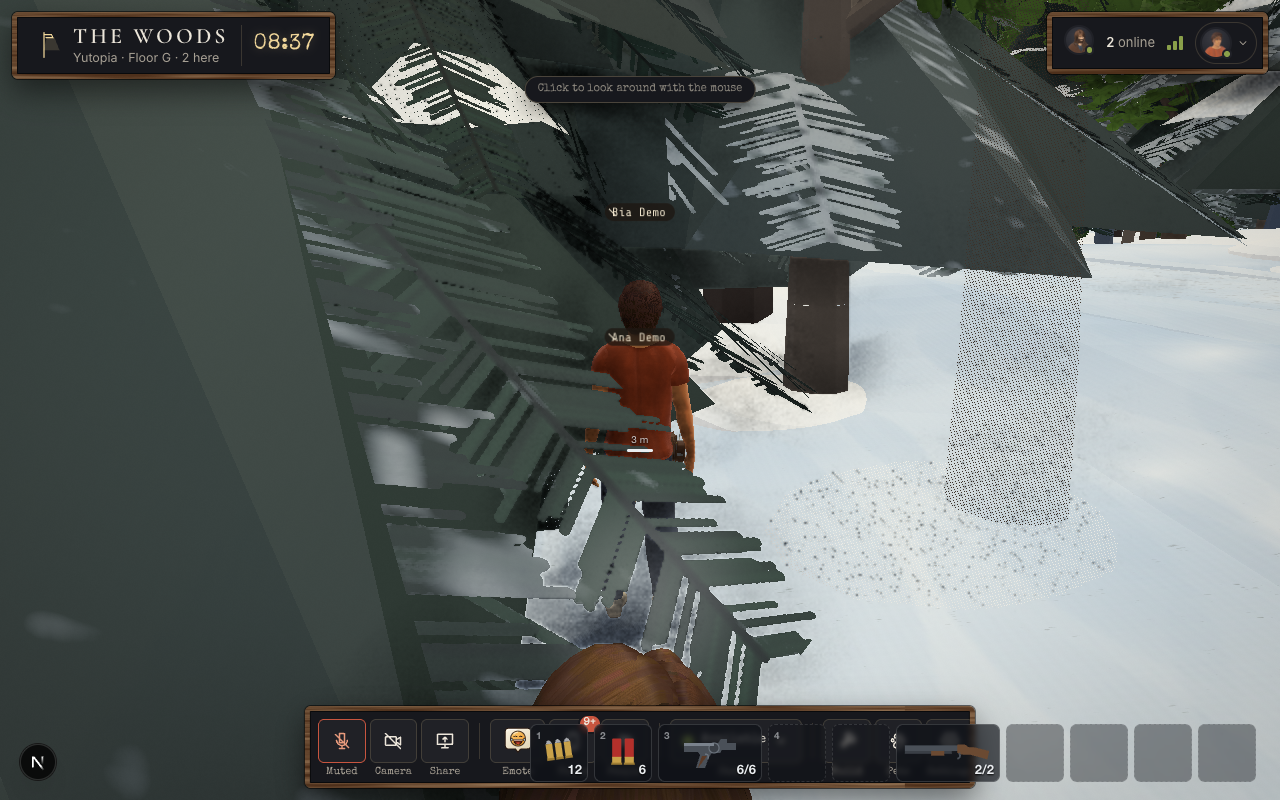 THE WOODS
Yutopia · Floor G · 2 here
08:37
2 online
Click to look around with the mouse
Bia Demo
Ana Demo
3 m
9+
1
12
2
6
3
6/6
4
2/2
Muted
Camera
Share
Emote
N